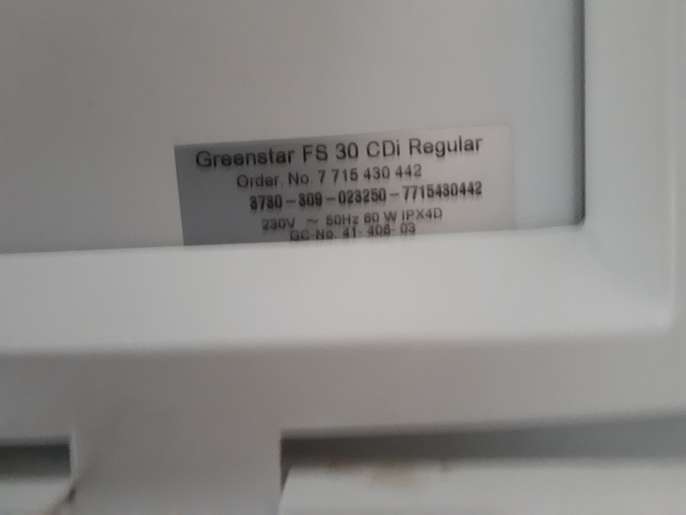 Greenstar FS 30 CDi Regular
Order. No. 7 715 430 442
8730-309-023250-7715430442
230V ~ 50Hz 60 W IPX4D
GC-No. 41-406-03